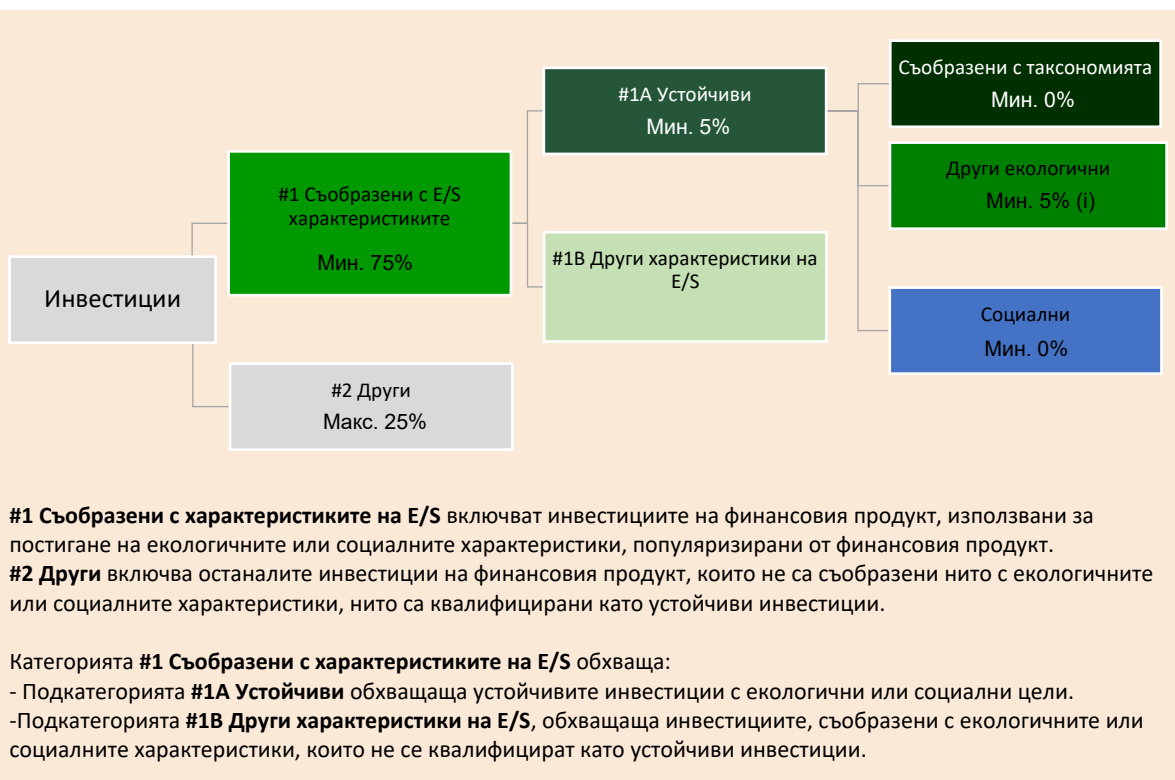 Инвестиции
#1 Съобразени с E/S
характеристиките
Мин. 75%
#2 Други
Макс. 25%
#1А Устойчиви
Мин. 5%
#1В Други характеристики на
E/S
Съобразени с таксономията
Мин. 0%
Други екологични
Мин. 5% (i)
Социални
Мин. 0%
#1 Съобразени с характеристиките на E/S включват инвестициите на финансовия продукт, използвани за
постигане на екологичните или социалните характеристики, популяризирани от финансовия продукт.
#2 Други включва останалите инвестиции на финансовия продукт, които не са съобразени нито с екологичните
или социалните характеристики, нито са квалифицирани като устойчиви инвестиции.
Категорията #1 Съобразени с характеристиките на E/S обхваща:
- Подкатегорията #1А Устойчиви обхващаща устойчивите инвестиции с екологични или социални цели.
-Подкатегорията #1В Други характеристики на E/S, обхващаща инвестициите, съобразени с екологичните или
социалните характеристики, които не се квалифицират като устойчиви инвестиции.